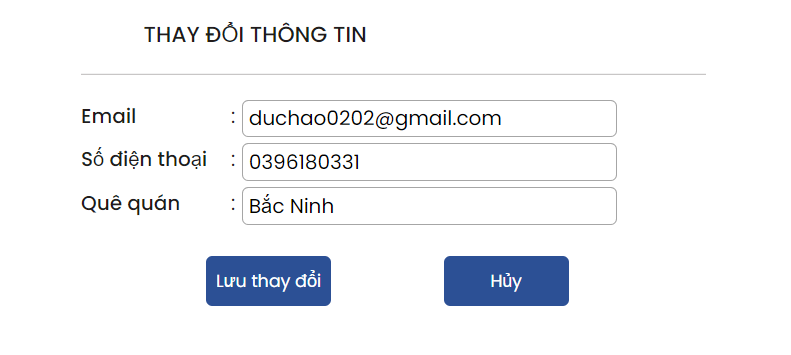 THAY ĐỔI THÔNG TIN
Email : duchao0202@gmail.com
Số điện thoại : 0396180331
Quê quán : Bắc Ninh
Lưu thay đổi Hủy